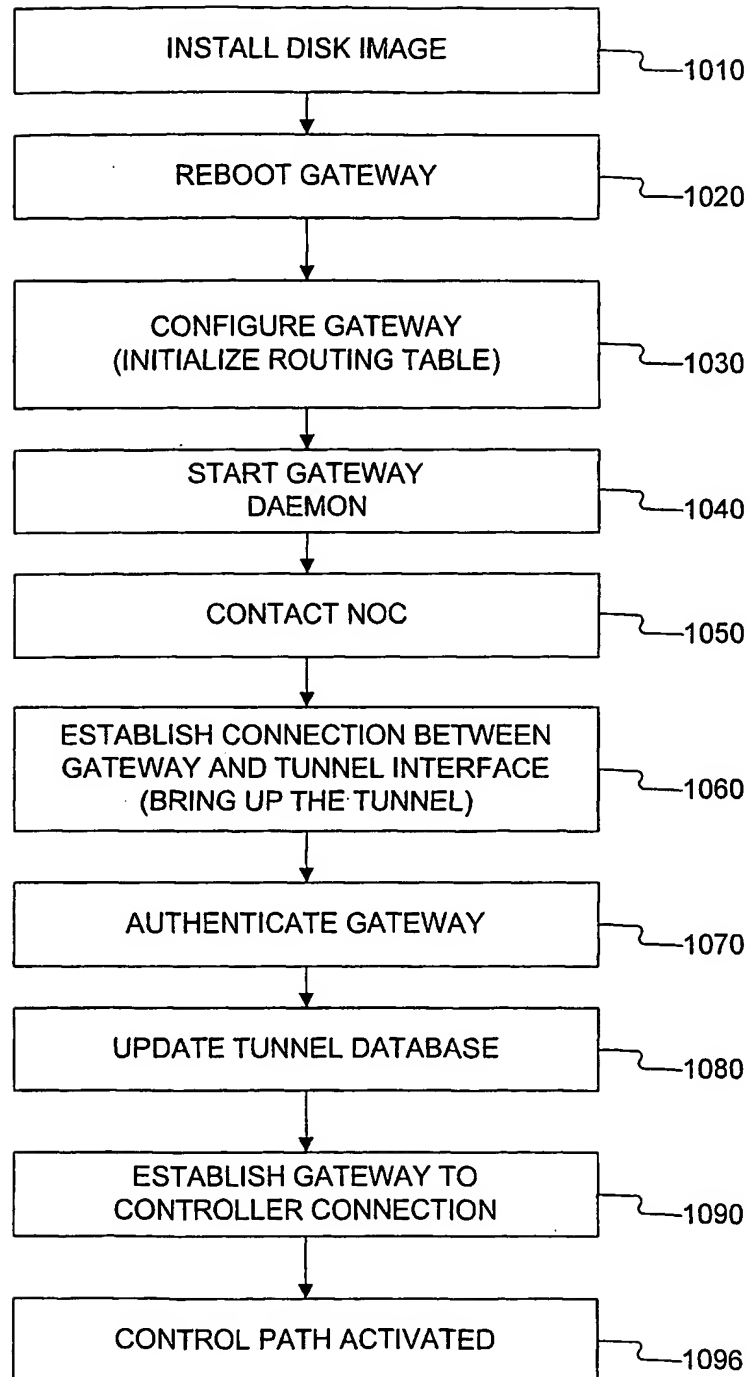 INSTALL DISK IMAGE
1010
REBOOT GATEWAY
1020
CONFIGURE GATEWAY
(INITIALIZE ROUTING TABLE)
1030
START GATEWAY
DAEMON
1040
CONTACT NOC
1050
ESTABLISH CONNECTION BETWEEN
GATEWAY AND TUNNEL INTERFACE
(BRING UP THE TUNNEL)
1060
AUTHENTICATE GATEWAY
1070
UPDATE TUNNEL DATABASE
1080
ESTABLISH GATEWAY TO
CONTROLLER CONNECTION
1090
CONTROL PATH ACTIVATED
1096